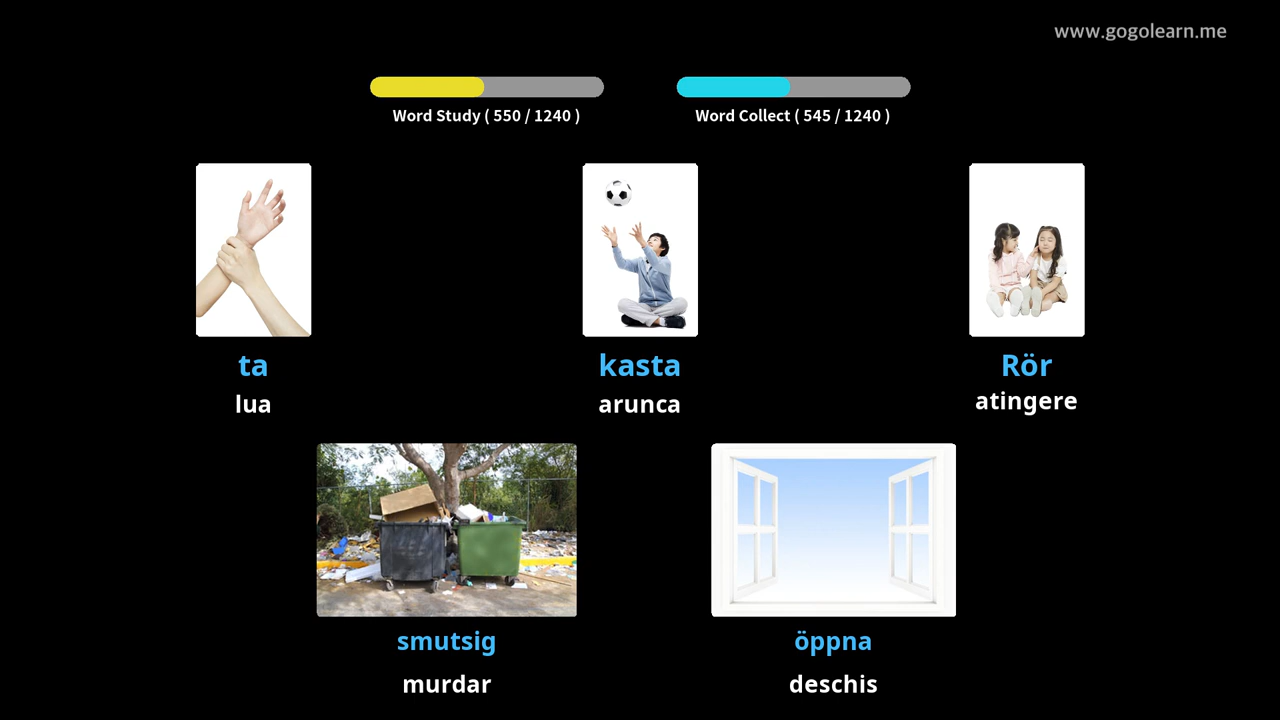 www.gogolearn.me
Word Study ( 550 / 1240 )
Word Collect ( 545 / 1240 )
ta
kasta
Rör
lua
arunca
atingere
smutsig
öppna
murdar
deschis